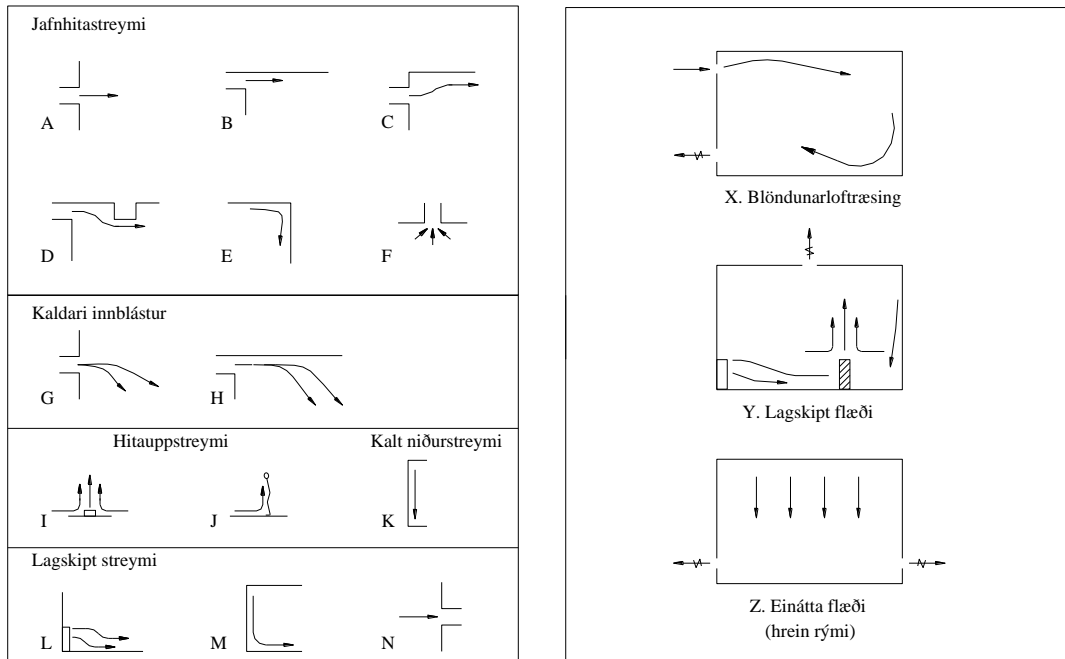 Jafnhitastreymi
A
B
C
D
E
F
Kaldari innblástur
G
H
Hitauppstreymi
Kalt niðurstreymi
I
J
K
Lagskipt streymi
L
M
N
X. Blöndunarloftræsing
Y. Lagskipt flæði
Z. Einátta flæði
(hrein rými)